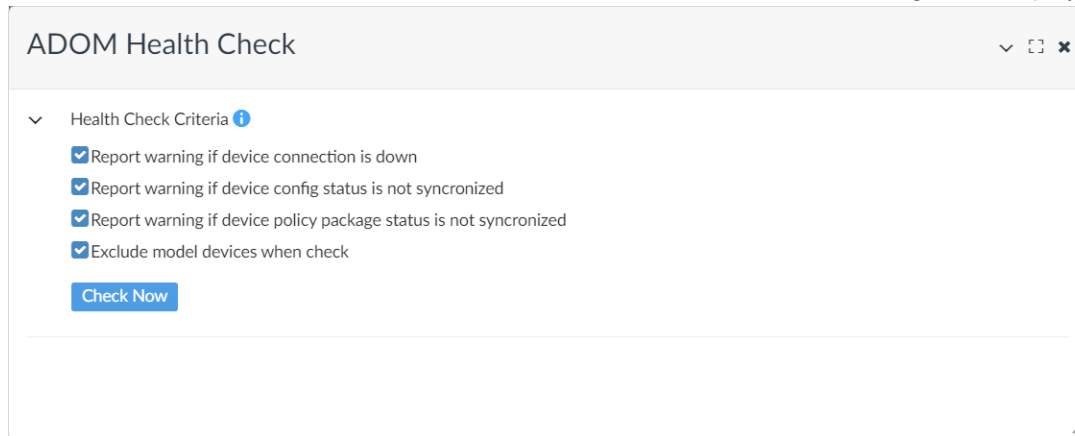 ADOM Health Check
Health Check Criteria
Report warning if device connection is down
Report warning if device config status is not syncronized
Report warning if device policy package status is not syncronized
Exclude model devices when check
Check Now